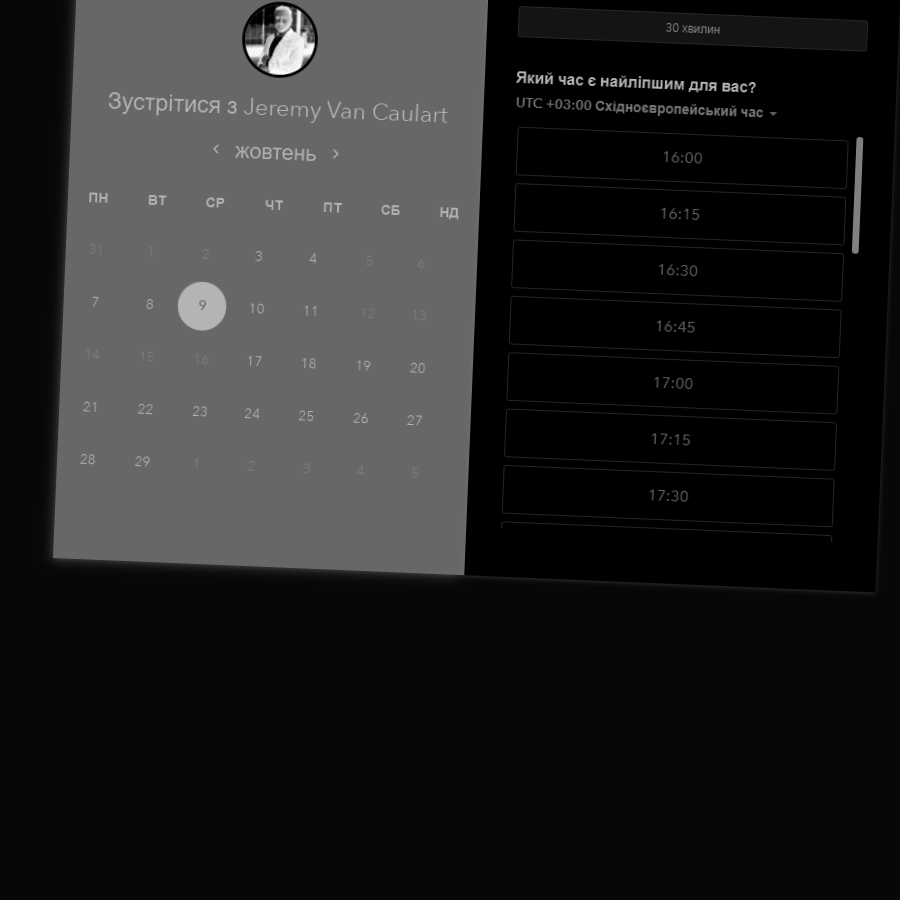 Зустрітися з Jeremy Van Caulart
‹ жовтень ›
ПН ВТ СР ЧТ ПТ СБ НД
31 1 2 3 4 5 6
7 8 9 10 11 12 13
14 15 16 17 18 19 20
21 22 23 24 25 26 27
28 29 1 2 3 4 5
30 хвилин
Який час є найліпшим для вас?
UTC +03:00 Східноєвропейський час
16:00
16:15
16:30
16:45
17:00
17:15
17:30